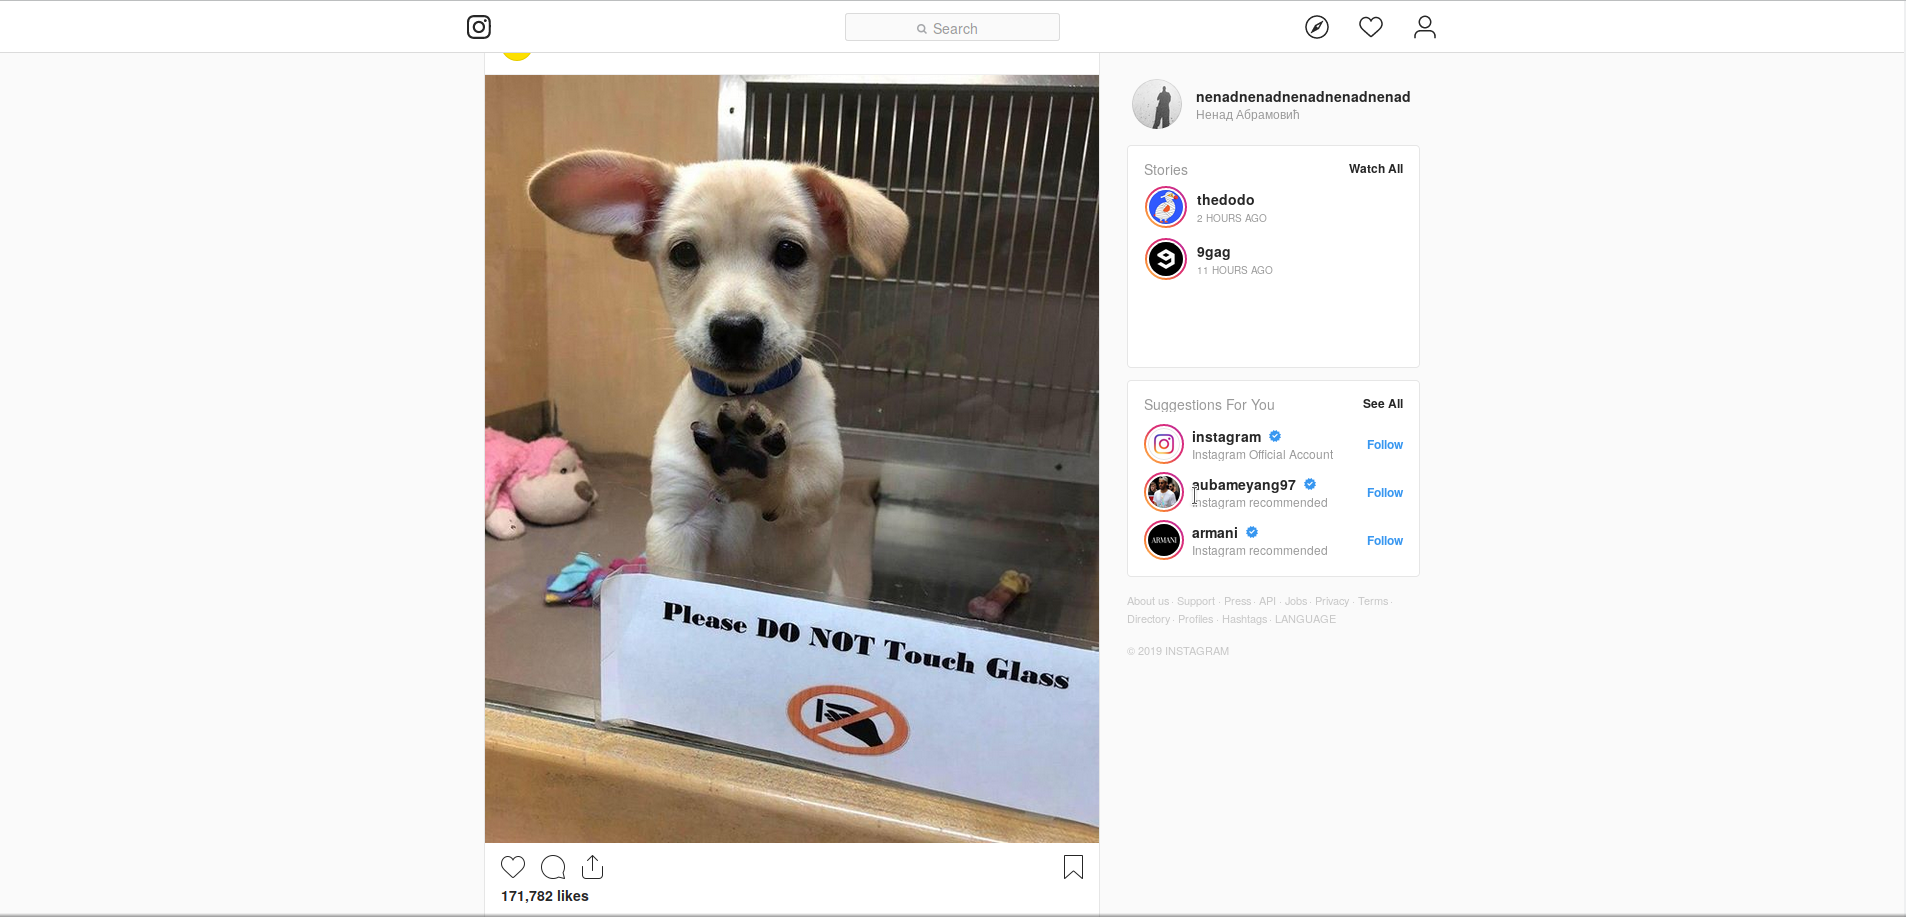 Search
nenadnenadnenadnenadnenad
Ненад Абрамовић
Stories Watch All
thedodo
2 HOURS AGO
9gag
11 HOURS AGO
Suggestions For You See All
instagram
Instagram Official Account
Follow
aubameyang97
Instagram recommended
Follow
ARMANI
armani
Instagram recommended
Follow
About us · Support · Press · API · Jobs · Privacy · Terms ·
Directory · Profiles · Hashtags · LANGUAGE
© 2019 INSTAGRAM
Please DO NOT Touch Glass
171,782 likes